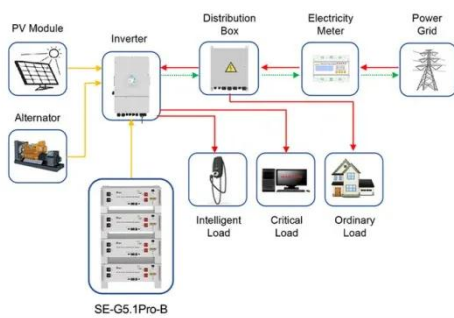 PV Module
Inverter
Distribution
Box
Electricity
Meter
Power
Grid
Alternator
Intelligent
Load
Critical
Load
Ordinary
Load
SE-G5.1Pro-B